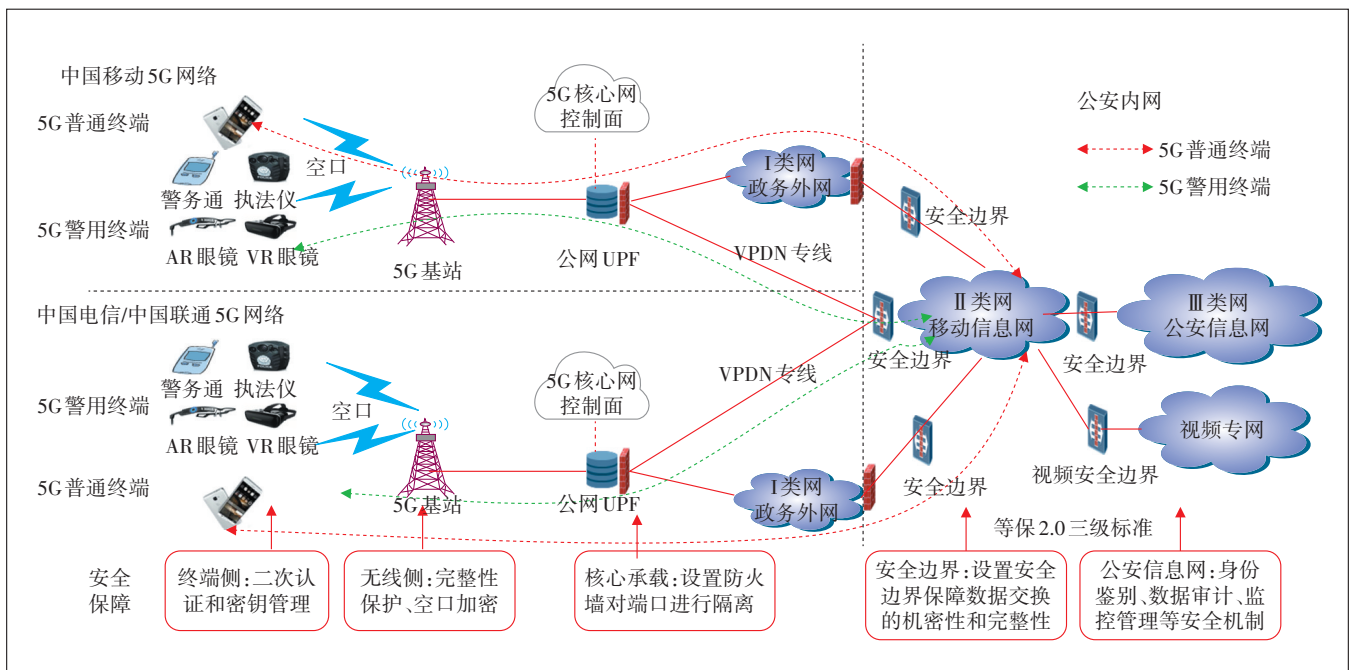 中国移动5G网络
5G核心网
控制面
公安内网
5G普通终端
5G普通终端
空口
I类网
政务外网
5G警用终端
警务通
执法仪
安全边界
5G警用终端
AR眼镜
VR眼镜
5G基站
公网UPF
VPDN专线
中国电信/中国联通5G网络
Ⅱ类网
移动信息网
Ⅲ类网
公安信息网
安全边界
安全边界
警务通
执法仪
5G核心网
控制面
VPDN专线
5G警用终端
空口
AR眼镜
VR眼镜
视频专网
5G普通终端
5G基站
公网UPF
I类网
政务外网
安全边界
视频安全边界
等保2.0三级标准
安全
保障
终端侧:二次认
证和密钥管理
无线侧:完整性
保护、空口加密
核心承载:设置防火
墙对端口进行隔离
安全边界:设置安全
边界保障数据交换
的机密性和完整性
公安信息网:身份
鉴别、数据审计、监
控管理等安全机制